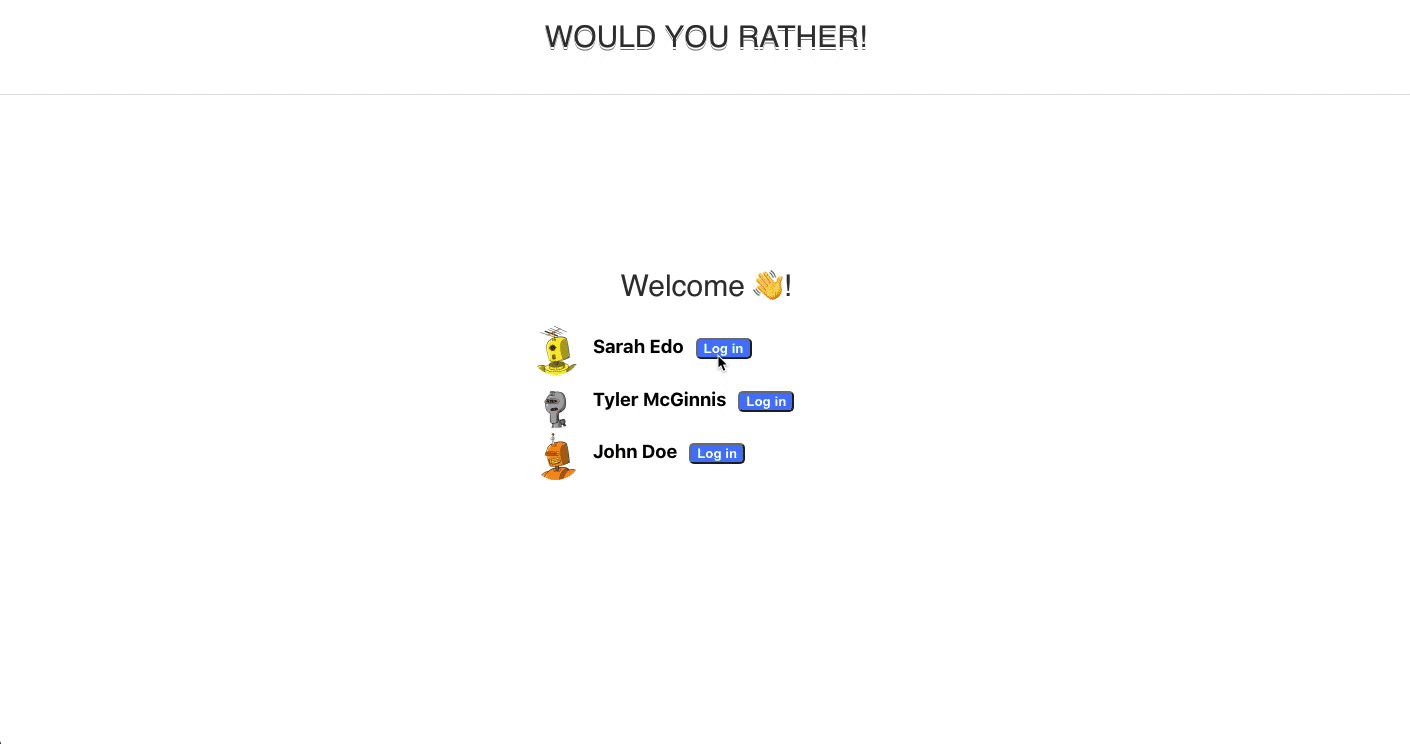 WOULD YOU RATHER!
Welcome 👋!
Sarah Edo Log in
Tyler McGinnis Log in
John Doe Log in